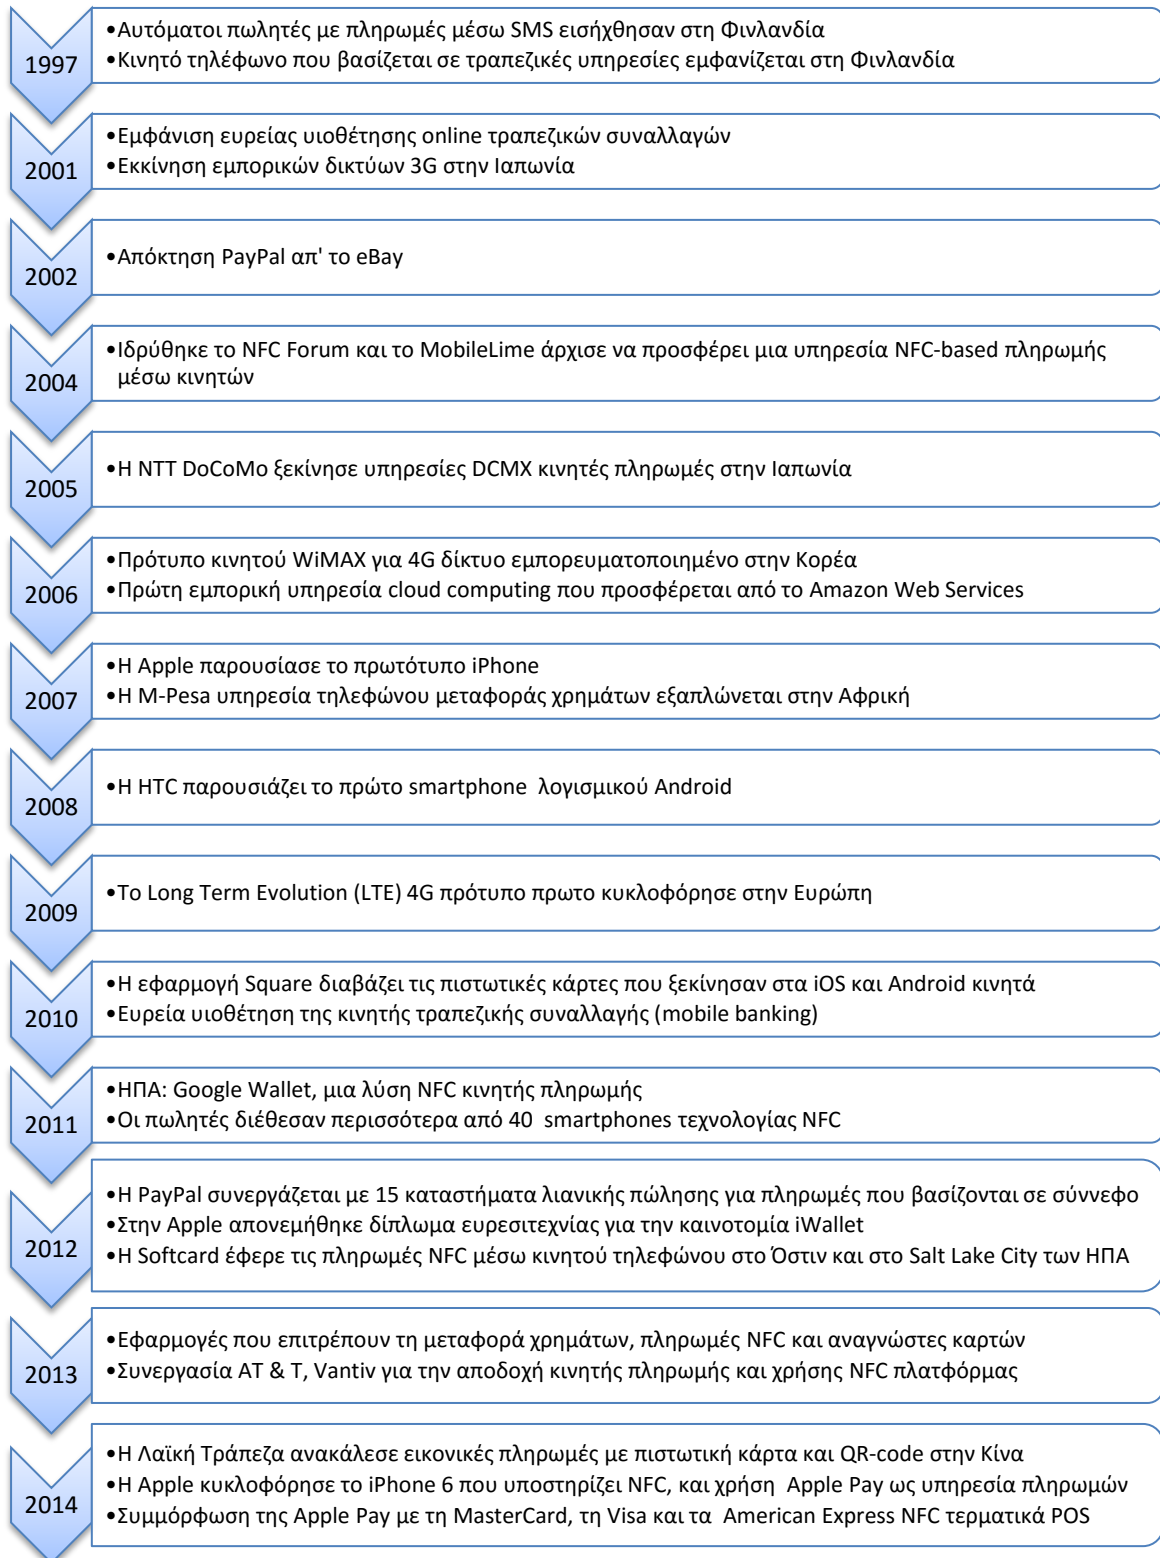 1997
•Αυτόματοι πωλητές με πληρωμές μέσω SMS εισήχθησαν στη Φινλανδία
•Κινητό τηλέφωνο που βασίζεται σε τραπεζικές υπηρεσίες εμφανίζεται στη Φινλανδία
2001
•Εμφάνιση ευρείας υιοθέτησης online τραπεζικών συναλλαγών
•Εκκίνηση εμπορικών δικτύων 3G στην Ιαπωνία
2002
•Απόκτηση PayPal απ' το eBay
2004
•Ιδρύθηκε το NFC Forum και το MobileLime άρχισε να προσφέρει μια υπηρεσία NFC-based πληρωμής
μέσω κινητών
2005
•Η NTT DoCoMo ξεκίνησε υπηρεσίες DCMX κινητές πληρωμές στην Ιαπωνία
2006
•Πρότυπο κινητού WiMAX για 4G δίκτυο εμπορευματοποιημένο στην Κορέα
•Πρώτη εμπορική υπηρεσία cloud computing που προσφέρεται από το Amazon Web Services
2007
•Η Apple παρουσίασε το πρωτότυπο iPhone
•Η M-Pesa υπηρεσία τηλεφώνου μεταφοράς χρημάτων εξαπλώνεται στην Αφρική
2008
•Η HTC παρουσιάζει το πρώτο smartphone λογισμικού Android
2009
•Το Long Term Evolution (LTE) 4G πρότυπο πρωτο κυκλοφόρησε στην Ευρώπη
2010
•Η εφαρμογή Square διαβάζει τις πιστωτικές κάρτες που ξεκίνησαν στα iOS και Android κινητά
•Ευρεία υιοθέτηση της κινητής τραπεζικής συναλλαγής (mobile banking)
2011
•ΗΠΑ: Google Wallet, μια λύση NFC κινητής πληρωμής
•Οι πωλητές διέθεσαν περισσότερα από 40 smartphones τεχνολογίας NFC
2012
•Η PayPal συνεργάζεται με 15 καταστήματα λιανικής πώλησης για πληρωμές που βασίζονται σε σύννεφο
•Στην Apple απονεμήθηκε δίπλωμα ευρεσιτεχνίας για την καινοτομία iWallet
•Η Softcard έφερε τις πληρωμές NFC μέσω κινητού τηλεφώνου στο Όστιν και στο Salt Lake City των ΗΠΑ
2013
•Εφαρμογές που επιτρέπουν τη μεταφορά χρημάτων, πληρωμές NFC και αναγνώστες καρτών
•Συνεργασία AT & T, Vantiv για την αποδοχή κινητής πληρωμής και χρήσης NFC πλατφόρμας
2014
•Η Λαϊκή Τράπεζα ανακάλεσε εικονικές πληρωμές με πιστωτική κάρτα και QR-code στην Κίνα
•Η Apple κυκλοφόρησε το iPhone 6 που υποστηρίζει NFC, και χρήση Apple Pay ως υπηρεσία πληρωμών
•Συμμόρφωση της Apple Pay με τη MasterCard, τη Visa και τα American Express NFC τερματικά POS